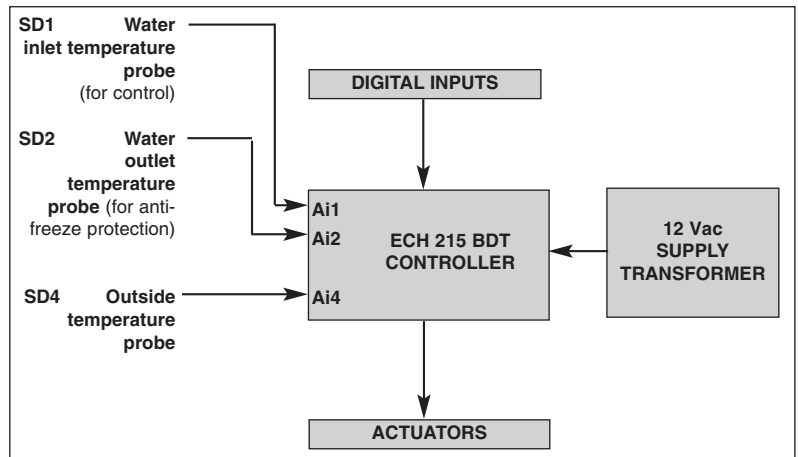 SD1 Water
inlet temperature
probe
(for control)
SD2 Water
outlet
temperature
probe (for anti-
freeze protection)
SD4 Outside
temperature
probe
DIGITAL INPUTS
Ai1
Ai2
Ai4
ECH 215 BDT
CONTROLLER
12 Vac
SUPPLY
TRANSFORMER
ACTUATORS